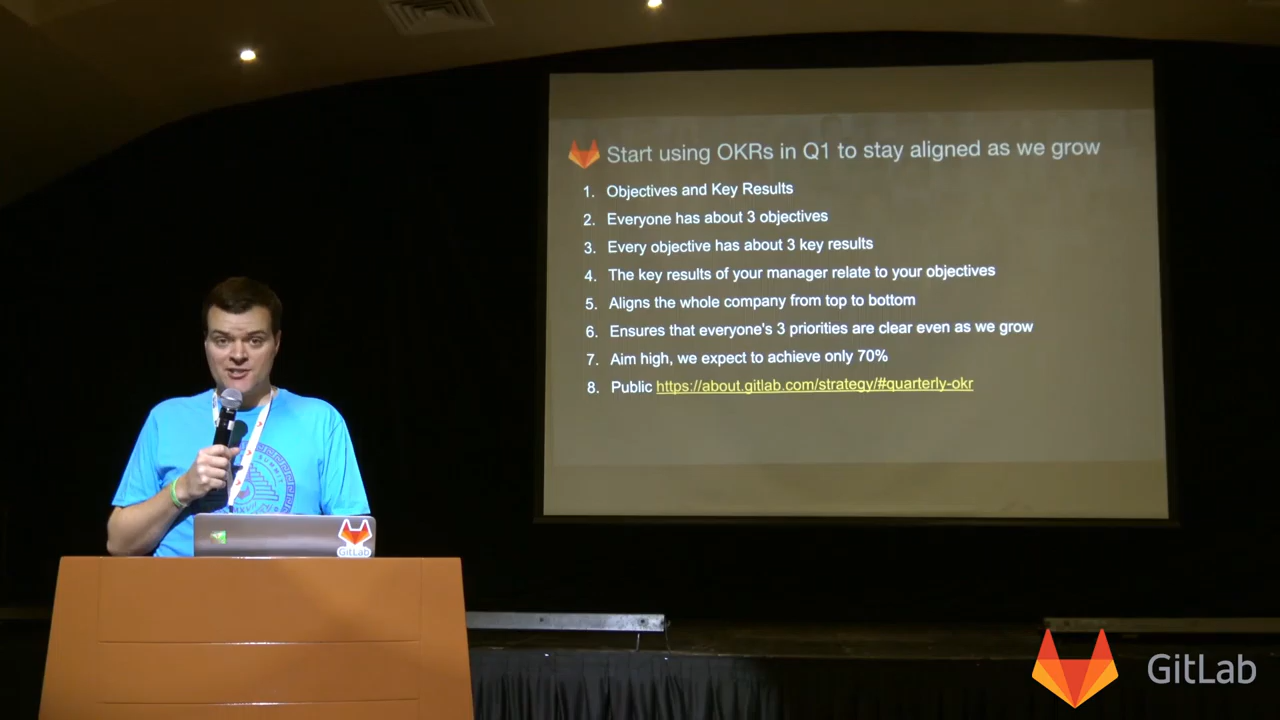 Start using OKRs in Q1 to stay aligned as we grow
1. Objectives and Key Results
2. Everyone has about 3 objectives
3. Every objective has about 3 key results
4. The key results of your manager relate to your objectives
5. Aligns the whole company from top to bottom
6. Ensures that everyone's 3 priorities are clear even as we grow
7. Aim high, we expect to achieve only 70%
8. Public https://about.gitlab.com/strategy/#quarterly-okr
SUMMIT
GitLab
GitLab